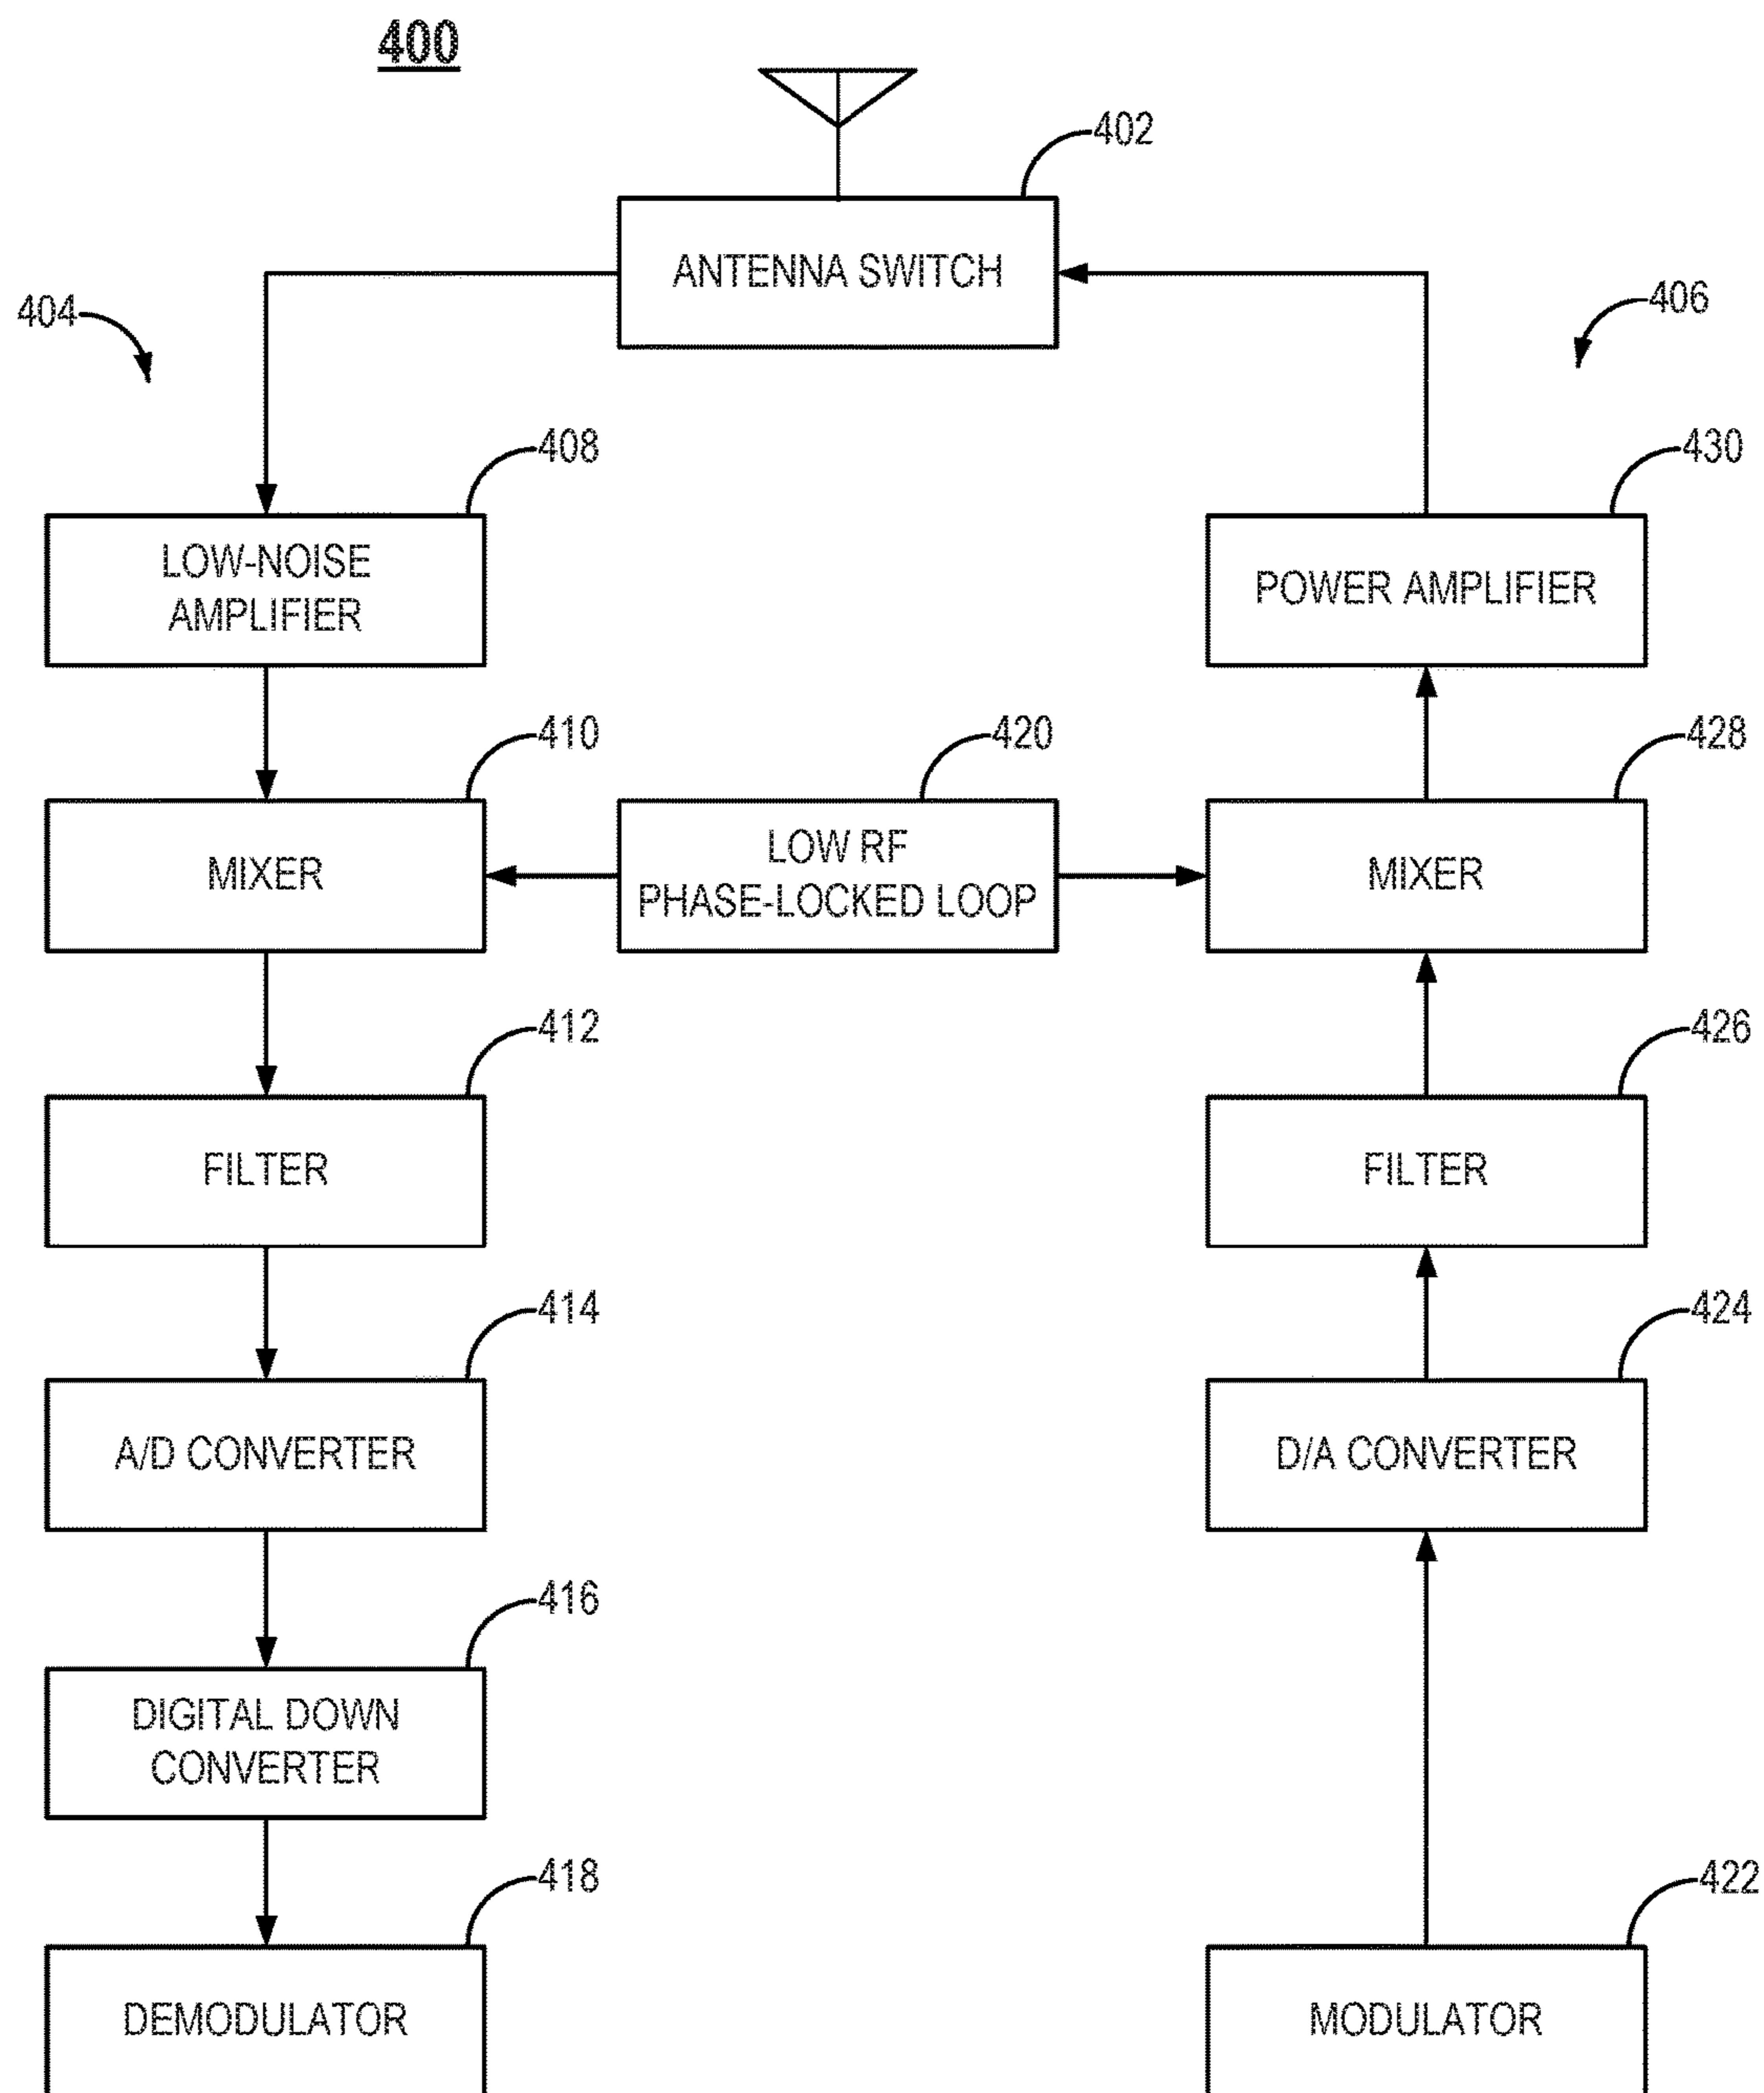 400
402
ANTENNA SWITCH
404
406
408
430
LOW-NOISE
AMPLIFIER
POWER AMPLIFIER
410
420
428
MIXER
LOW RF
PHASE-LOCKED LOOP
MIXER
412
426
FILTER
FILTER
414
424
A/D CONVERTER
D/A CONVERTER
416
DIGITAL DOWN
CONVERTER
418
422
DEMODULATOR
MODULATOR